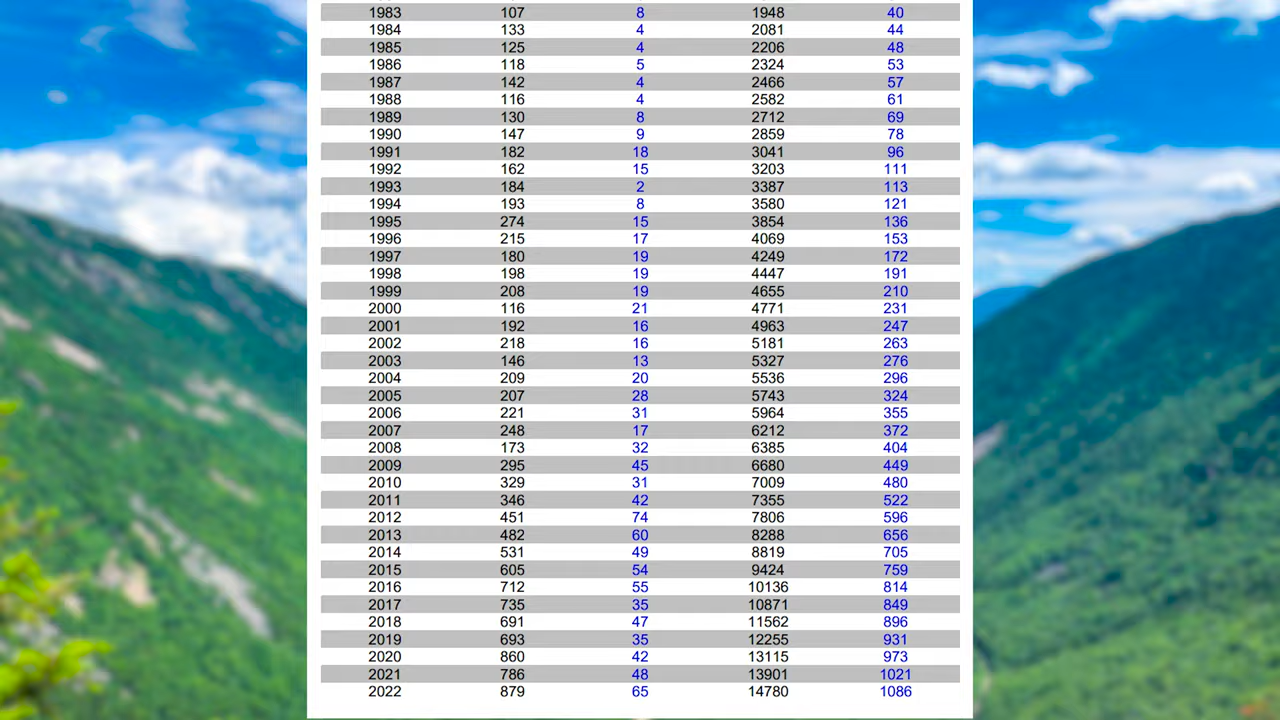 1983 107 8 1948 40
1984 133 4 2081 44
1985 125 4 2206 48
1986 118 5 2324 53
1987 142 4 2466 57
1988 116 4 2582 61
1989 130 8 2712 69
1990 147 9 2859 78
1991 182 18 3041 96
1992 162 15 3203 111
1993 184 2 3387 113
1994 193 8 3580 121
1995 274 15 3854 136
1996 215 17 4069 153
1997 180 19 4249 172
1998 198 19 4447 191
1999 208 19 4655 210
2000 116 21 4771 231
2001 192 16 4963 247
2002 218 16 5181 263
2003 146 13 5327 276
2004 209 20 5536 296
2005 207 28 5743 324
2006 221 31 5964 355
2007 248 17 6212 372
2008 173 32 6385 404
2009 295 45 6680 449
2010 329 31 7009 480
2011 346 42 7355 522
2012 451 74 7806 596
2013 482 60 8288 656
2014 531 49 8819 705
2015 605 54 9424 759
2016 712 55 10136 814
2017 735 35 10871 849
2018 691 47 11562 896
2019 693 35 12255 931
2020 860 42 13115 973
2021 786 48 13901 1021
2022 879 65 14780 1086